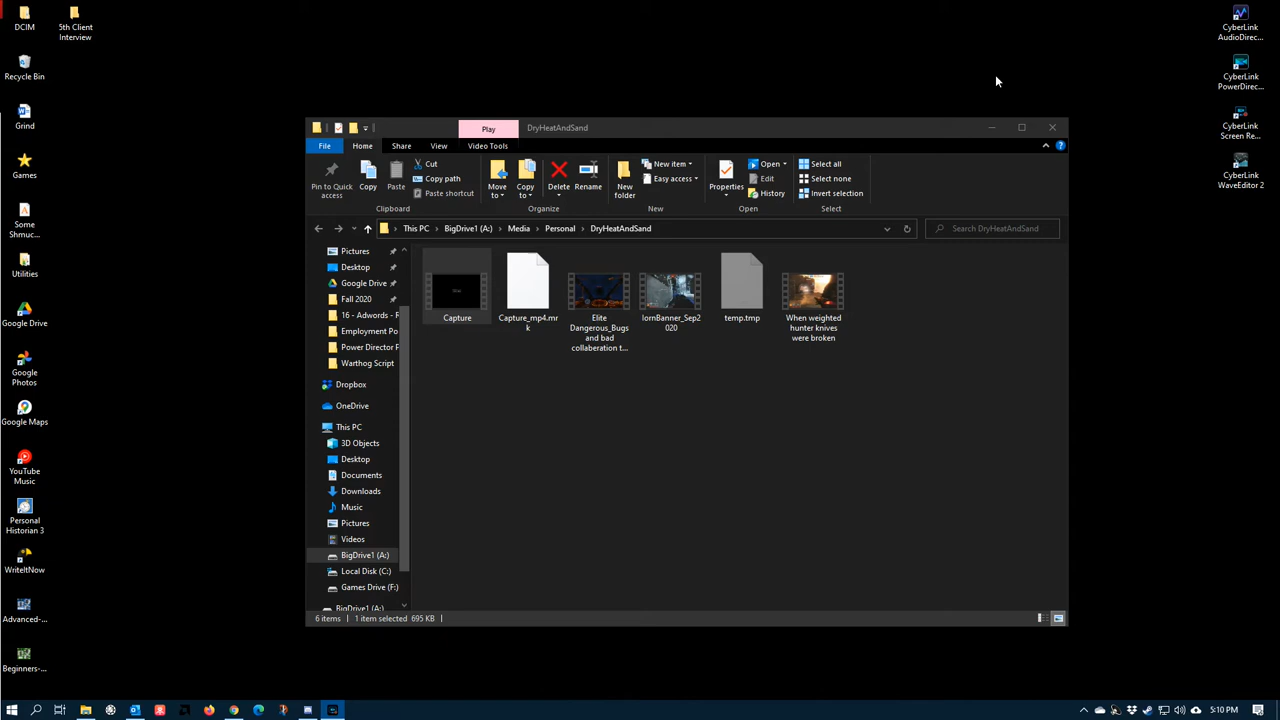 DCIM
5th Client
Interview
Recycle Bin
Grind
Games
Some
Shmuc...
Utilities
Google Drive
Google
Photos
Google Maps
YouTube
Music
Personal
Historian 3
WriteItNow
Advanced-...
Beginners-...
CyberLink
AudioDirec...
CyberLink
PowerDirec...
CyberLink
Screen Re...
CyberLink
WaveEditor 2
Play
DryHeatAndSand
File
Home
Share
View
Video Tools
Pin to Quick
access
Copy
Paste
Cut
Copy path
Paste shortcut
Clipboard
Move
to
Copy
to
Delete
Rename
Organize
New
folder
New item
Easy access
New
Properties
Open
Edit
History
Open
Select all
Select none
Invert selection
Select
This PC
BigDrive1 (A:)
Media
Personal
DryHeatAndSand
Search DryHeatAndSand
Pictures
Desktop
Google Drive
Fall 2020
16 - Adwords - R
Employment Po
Power Director P
Warthog Script
Dropbox
OneDrive
This PC
3D Objects
Desktop
Documents
Downloads
Music
Pictures
Videos
BigDrive1 (A:)
Local Disk (C:)
Games Drive (F:)
BigDrive1 (A:)
Capture
Capture_mp4.mr
k
Elite
Dangerous_Bugs
and bad
collaberation t...
IornBanner_Sep2
020
temp.tmp
When weighted
hunter knives
were broken
6 items
1 item selected 695 KB
5:10 PM